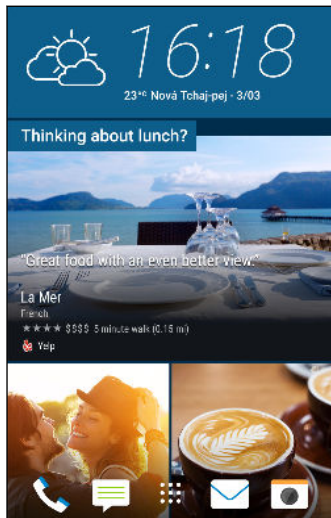 16:18
23°C Nová Tchaj-pej - 3/03
Thinking about lunch?
"Great food with an even better view."
La Mer
French
★★★★ $$$$ 5 minute walk (0.15 mi)
Yelp